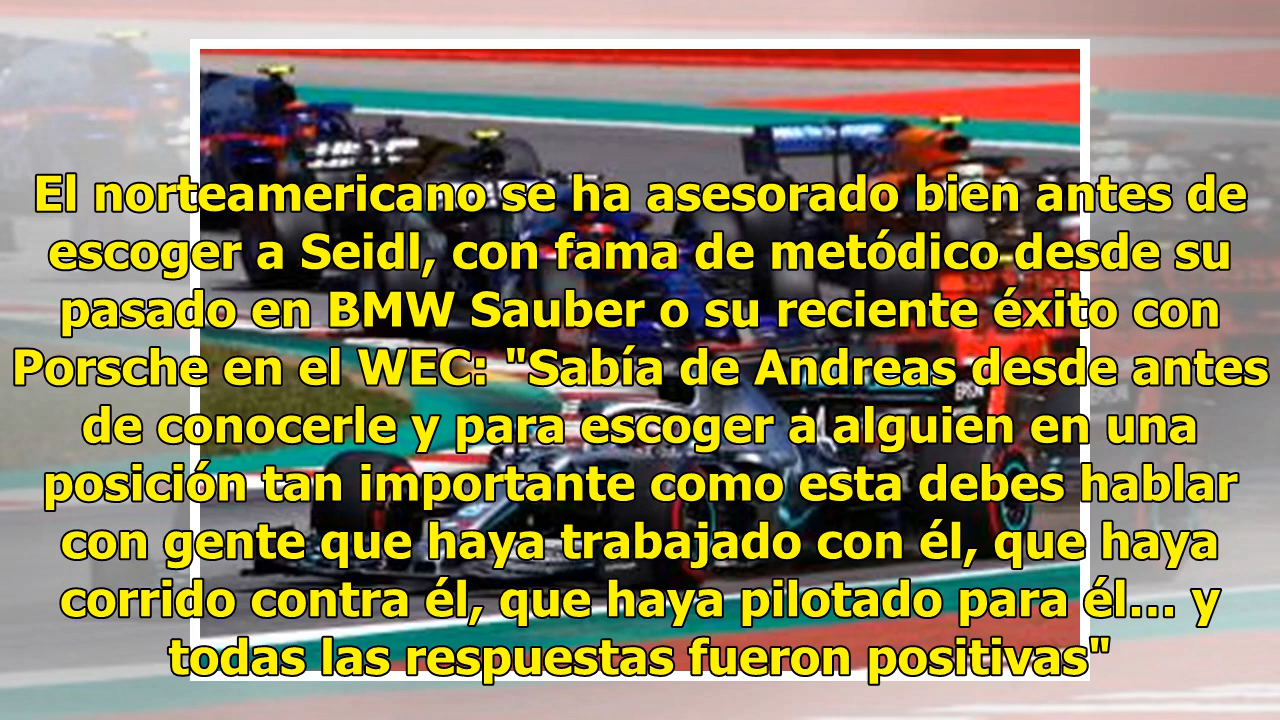 El norteamericano se ha asesorado bien antes de
escoger a Seidl, con fama de metódico desde su
pasado en BMW Sauber o su reciente éxito con
Porsche en el WEC: "Sabía de Andreas desde antes
de conocerle y para escoger a alguien en una
posición tan importante como esta debes hablar
con gente que haya trabajado con él, que haya
corrido contra él, que haya pilotado para él... y
todas las respuestas fueron positivas"
EPSON